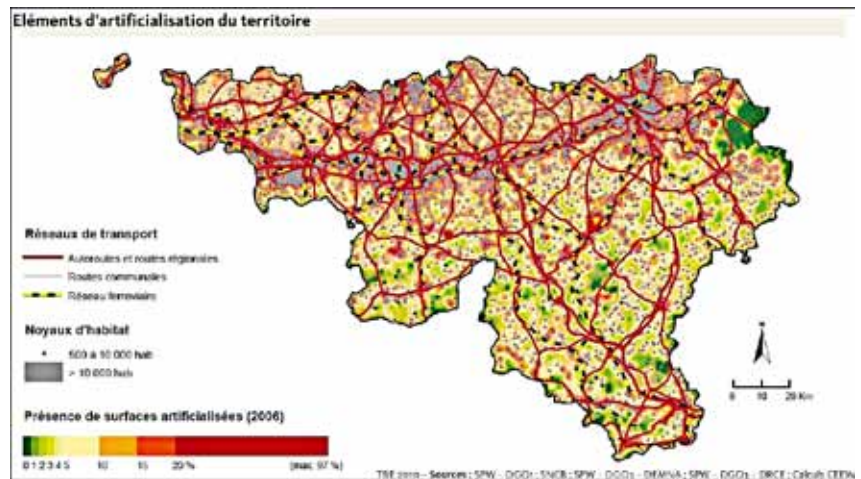 Eléments d'artificialisation du territoire
Réseaux de transport
Autoroutes et routes régionales
Routes communales
Réseau ferroviaire
Noyaux d'habitat
500 à 10 000 hab
> 10 000 hab
Présence de surfaces artificialisées (2006)
0 1 2 3 4 5 10 15 20 % (max. 97 %)
0 10 20 Km
TBE 2010 – Sources : SPW - DGO1 ; SNCB ; SPW - DGO3 - DEMNA ; SPW - DGO3 - DRCE ; Calculs CEEW